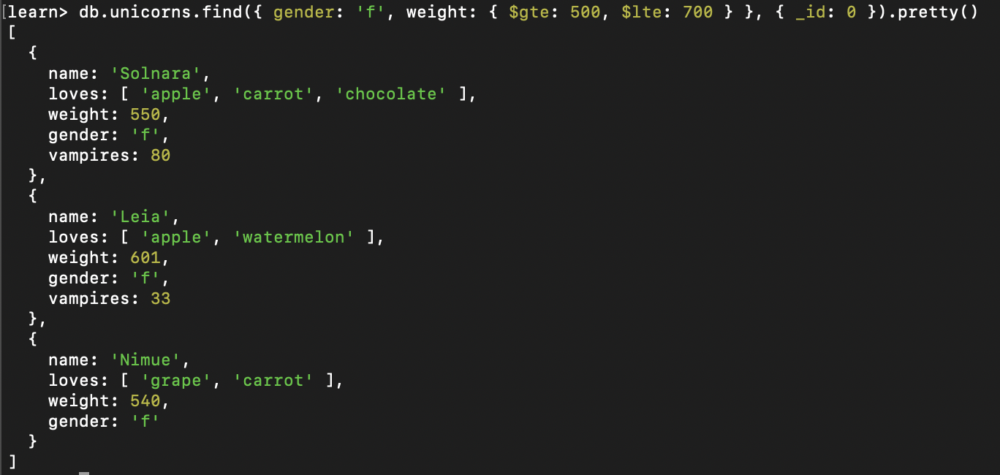 [learn> db.unicorns.find({ gender: 'f', weight: { $gte: 500, $lte: 700 } }, { _id: 0 }).pretty()
[
  {
    name: 'Solnara',
    loves: [ 'apple', 'carrot', 'chocolate' ],
    weight: 550,
    gender: 'f',
    vampires: 80
  },
  {
    name: 'Leia',
    loves: [ 'apple', 'watermelon' ],
    weight: 601,
    gender: 'f',
    vampires: 33
  },
  {
    name: 'Nimue',
    loves: [ 'grape', 'carrot' ],
    weight: 540,
    gender: 'f'
  }
]